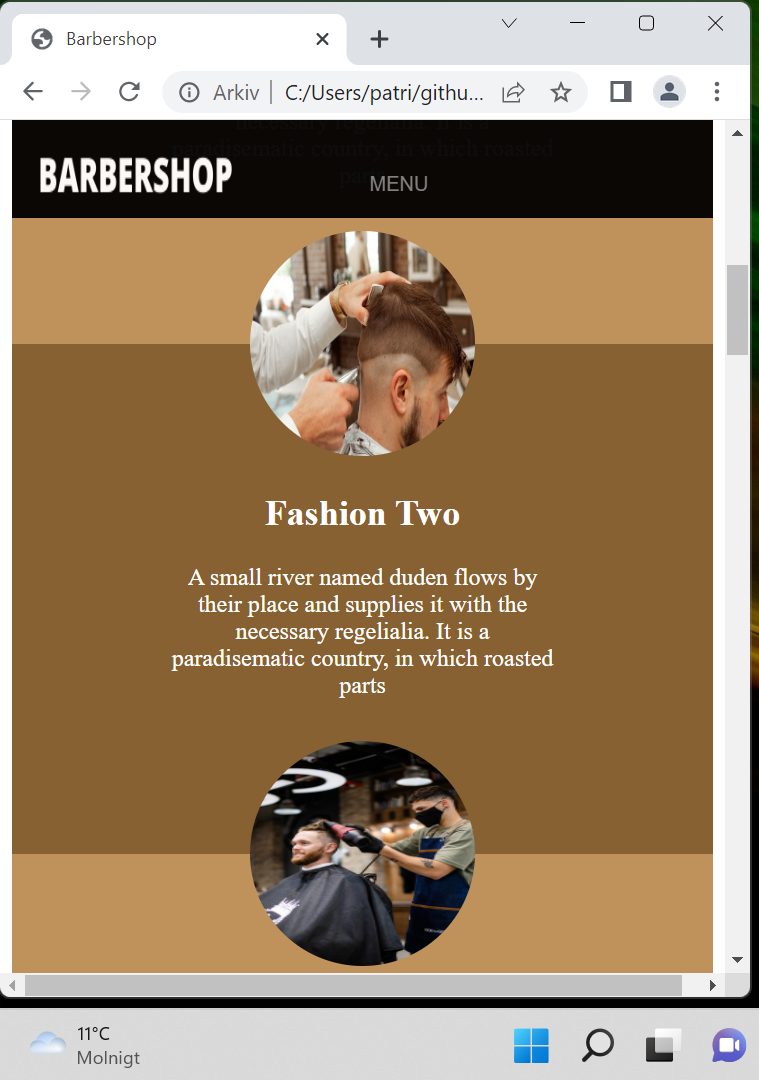 Barbershop
Arkiv
C:/Users/patri/githu...
necessary regelialia. It is a
paradisematic country, in which roasted
BARBERSHOP
MENU
Fashion Two
A small river named duden flows by
their place and supplies it with the
necessary regelialia. It is a
paradisematic country, in which roasted
parts
11°C
Molnigt